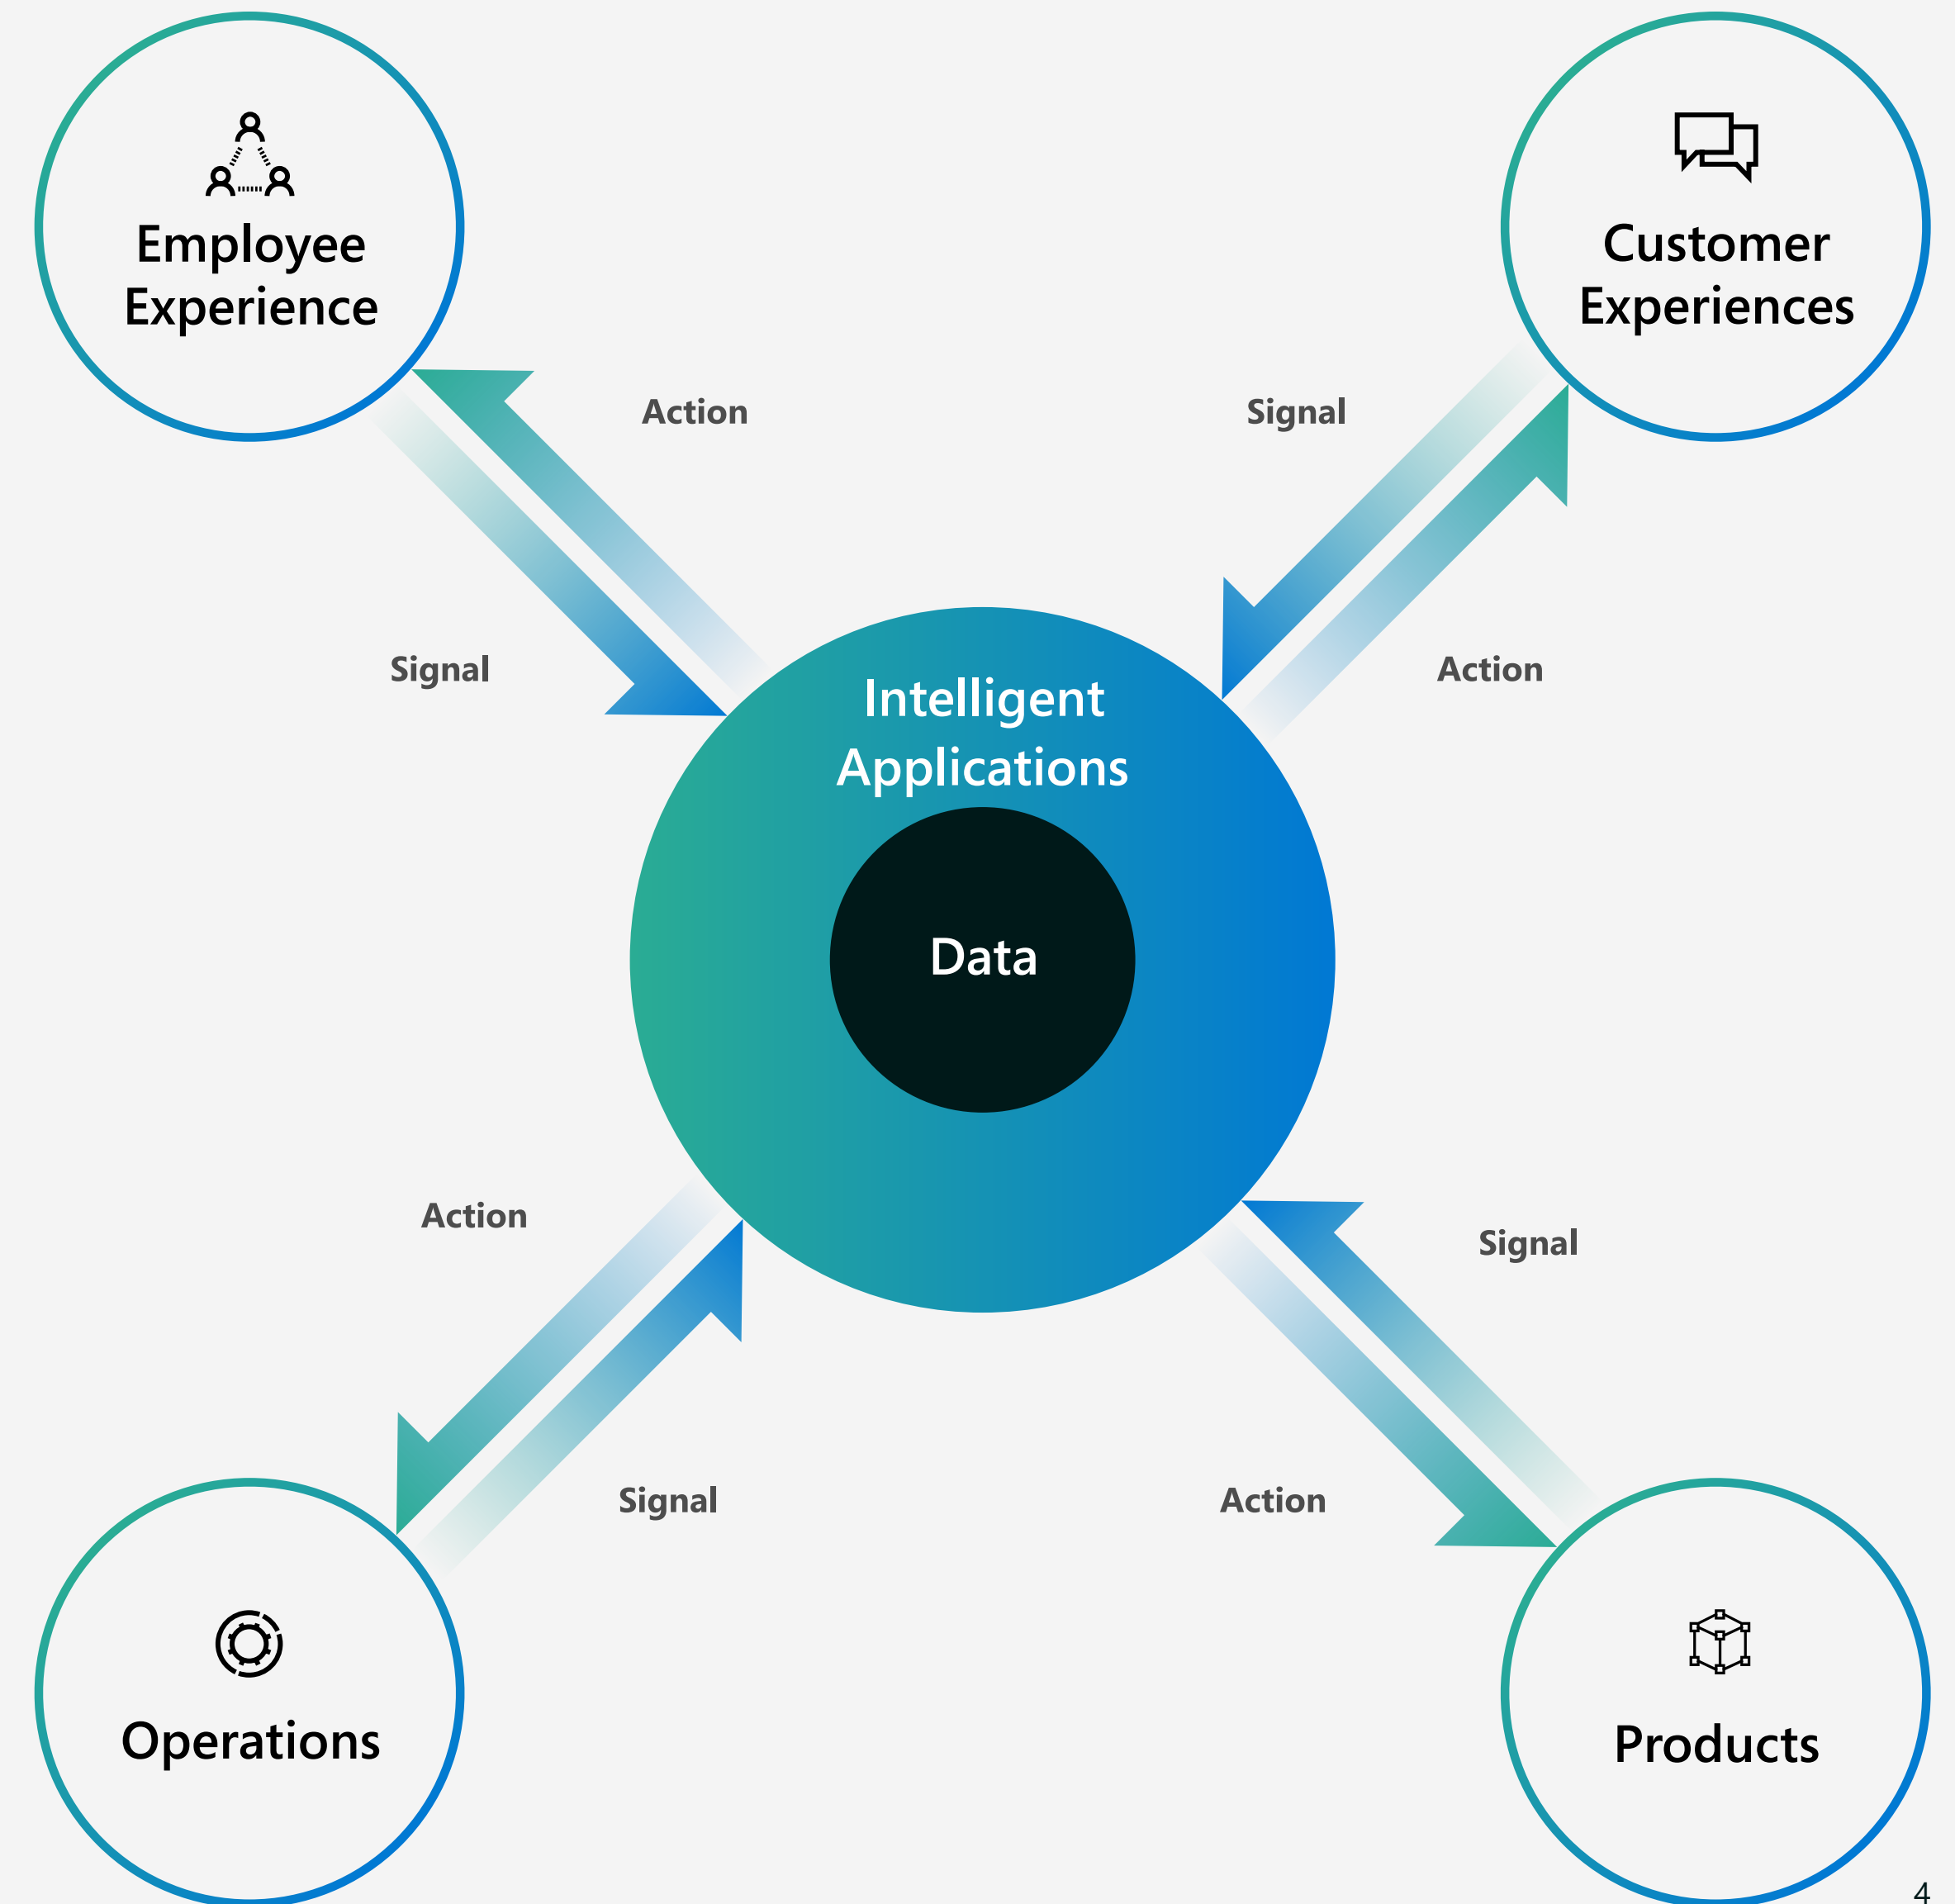 Employee
Experience
Customer
Experiences
Action
Signal
Signal
Action
Intelligent
Applications
Data
Action
Signal
Signal
Action
Operations
Products
4